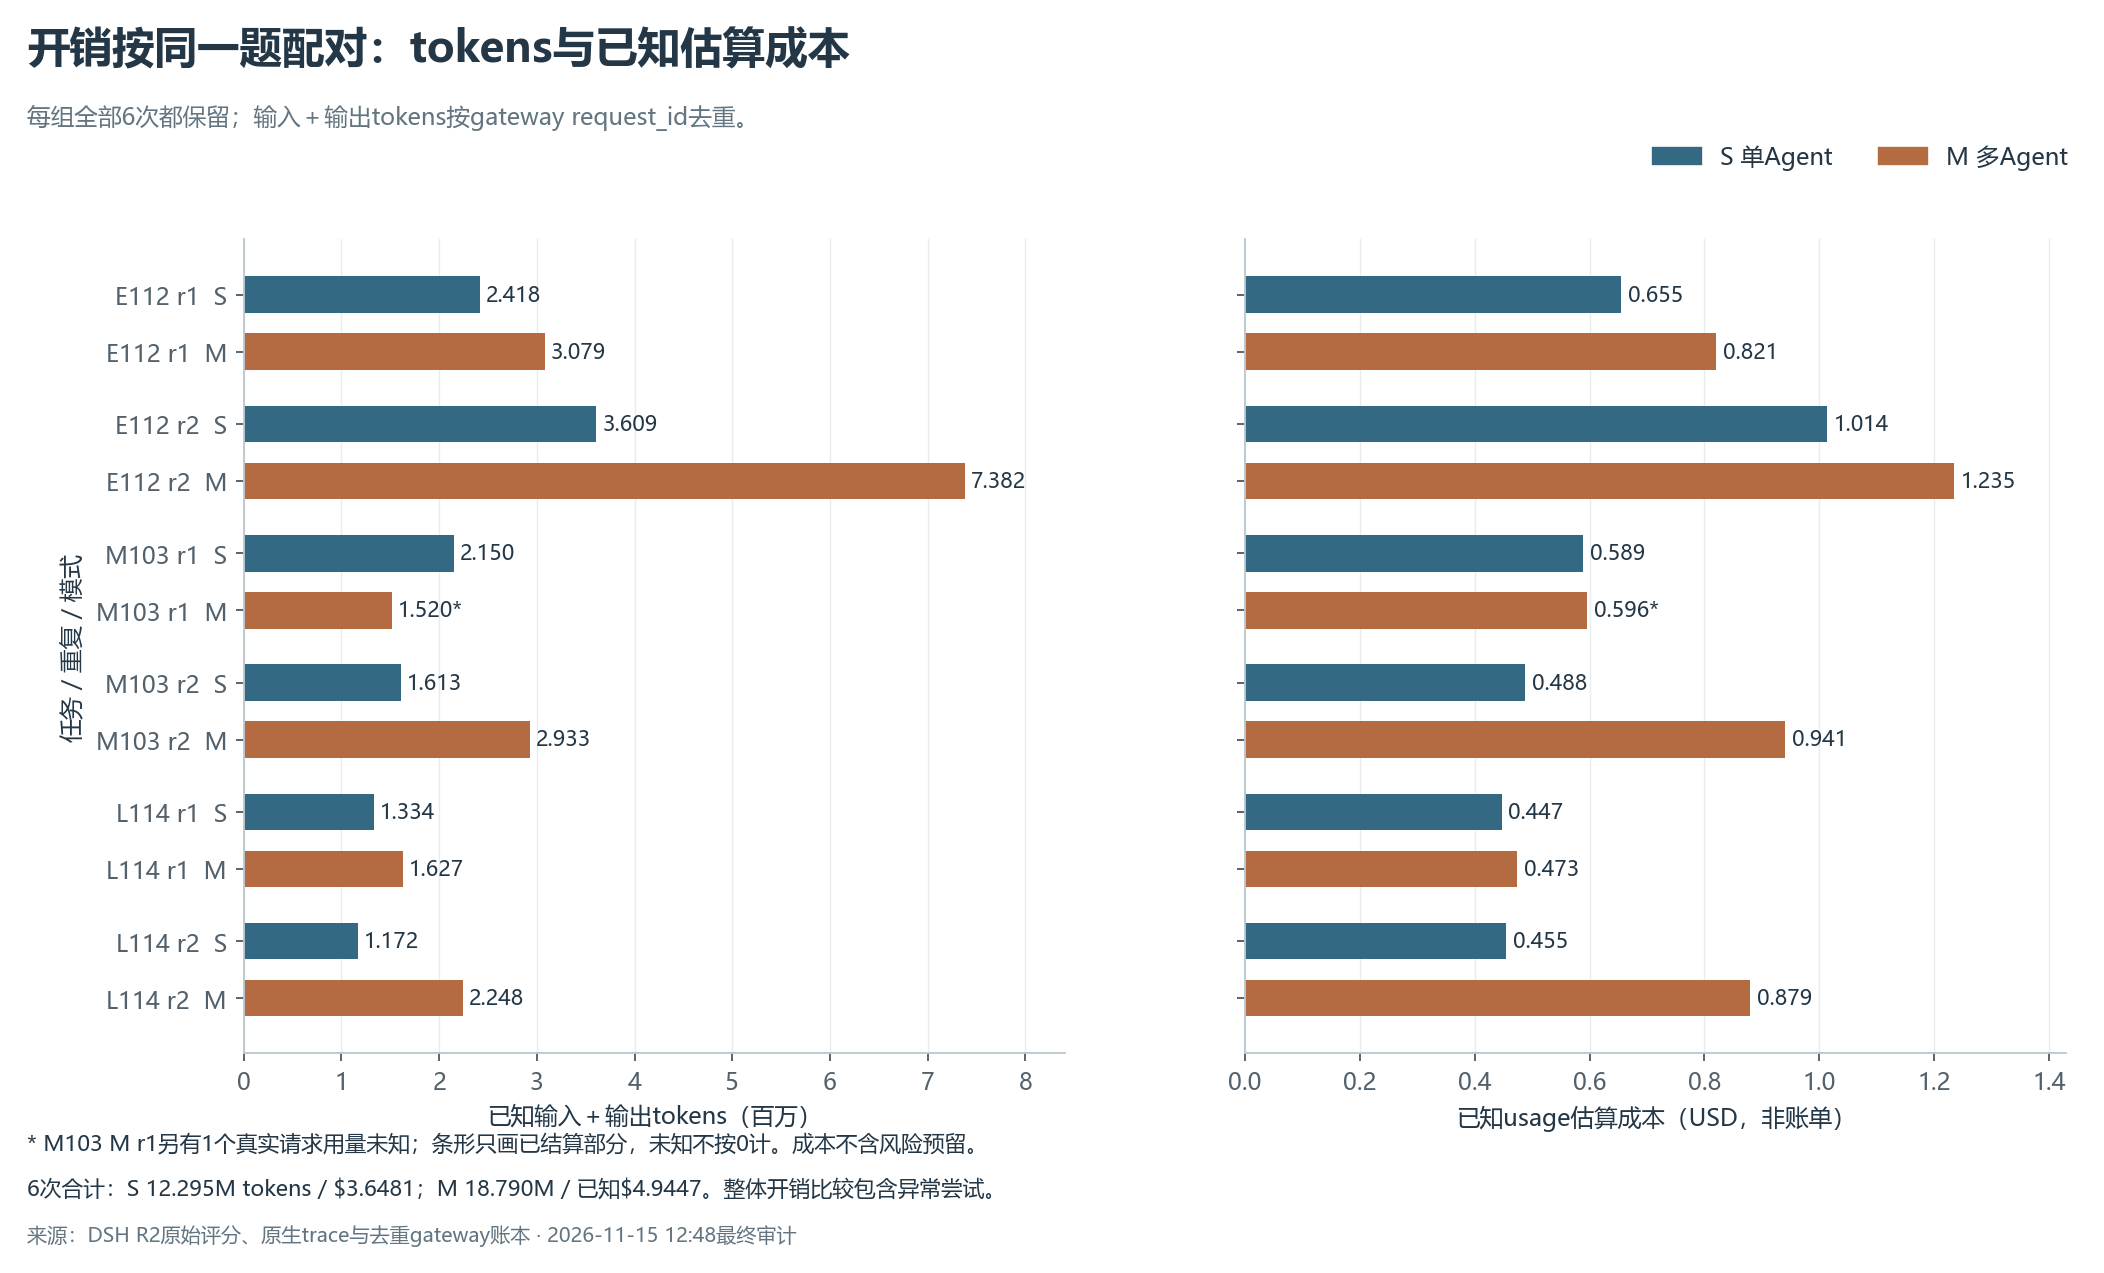 开销按同一题配对：tokens与已知估算成本
每组全部6次都保留；输入＋输出tokens按gateway request_id去重。
S 单Agent
M 多Agent
任务 / 重复 / 模式
E112 r1 S
2.418
0.655
E112 r1 M
3.079
0.821
E112 r2 S
3.609
1.014
E112 r2 M
7.382
1.235
M103 r1 S
2.150
0.589
M103 r1 M
1.520*
0.596*
M103 r2 S
1.613
0.488
M103 r2 M
2.933
0.941
L114 r1 S
1.334
0.447
L114 r1 M
1.627
0.473
L114 r2 S
1.172
0.455
L114 r2 M
2.248
0.879
0 1 2 3 4 5 6 7 8
0.0 0.2 0.4 0.6 0.8 1.0 1.2 1.4
已知输入＋输出tokens（百万）
已知usage估算成本（USD，非账单）
* M103 M r1另有1个真实请求用量未知；条形只画已结算部分，未知不按0计。成本不含风险预留。
6次合计：S 12.295M tokens / $3.6481；M 18.790M / 已知$4.9447。整体开销比较包含异常尝试。
来源：DSH R2原始评分、原生trace与去重gateway账本 · 2026-11-15 12:48最终审计